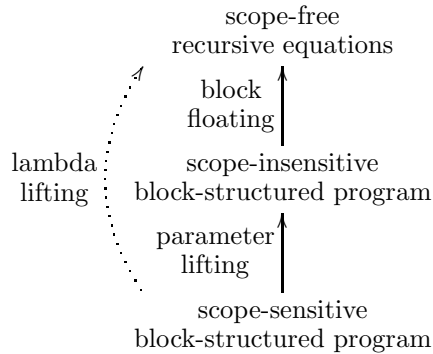 scope-free
recursive equations
block
floating
lambda
lifting
scope-insensitive
block-structured program
parameter
lifting
scope-sensitive
block-structured program